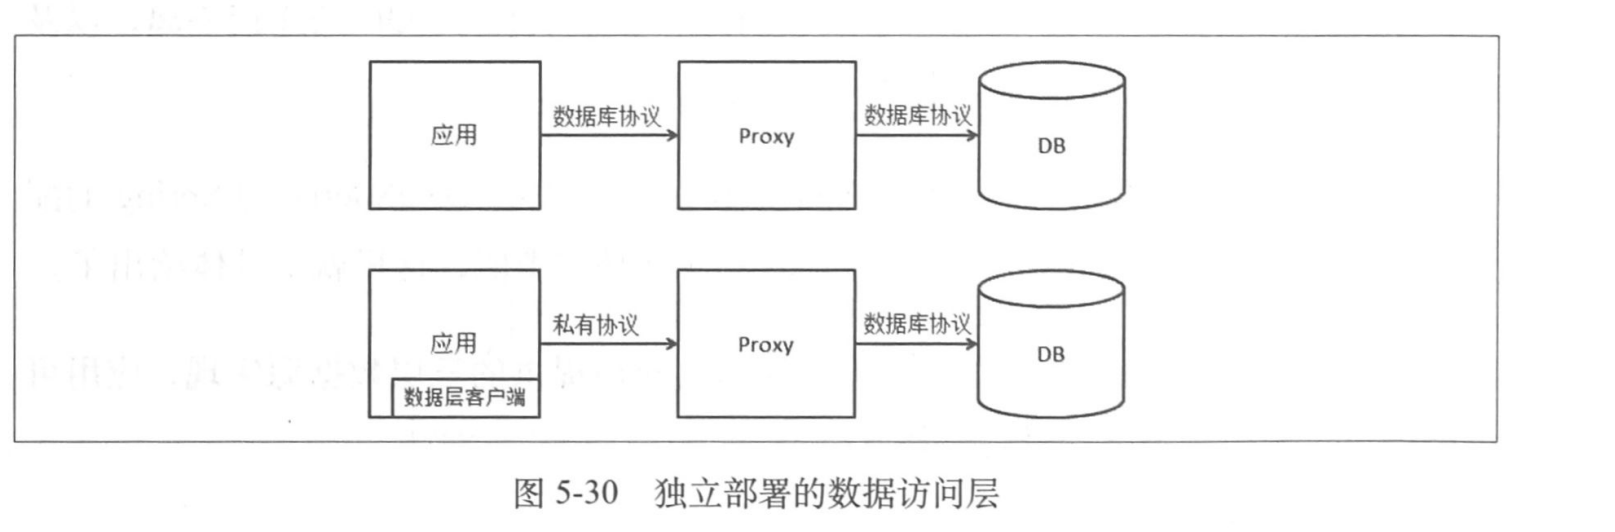 应用
数据库协议
Proxy
数据库协议
DB
应用
数据层客户端
私有协议
Proxy
数据库协议
DB
图 5-30 独立部署的数据访问层